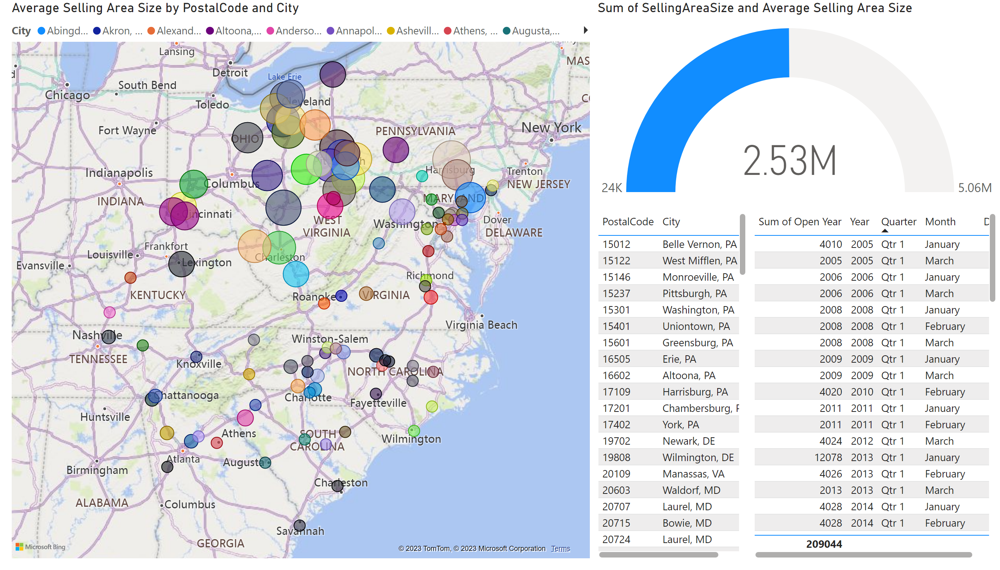 Average Selling Area Size by PostalCode and City
City Abingd... Akron, ... Alexand... Altoona,... Anderso... Annapol... Ashevill... Athens, ... Augusta,...
Lansing
MAS
Detroit
Lake Erie
South Bend
Chicago
Toledo
Cleveland
Fort Wayne
New York
PENNSYLVANIA
OHIO
Harrisburg
Trenton
Indianapolis
Columbus
NEW JERSEY
MARYLAND
INDIANA
Cincinnati
WEST
VIRGINIA
Washington
Dover
DELAWARE
Frankfort
Louisville
Charleston
Lexington
Evansville
Richmond
KENTUCKY
Roanoke
VIRGINIA
Virginia Beach
Nashville
Winston-Salem
TENNESSEE
Knoxville
NORTH CAROLINA
Chattanooga
Charlotte
Fayetteville
Huntsville
Athens
SOUTH
CAROLINA
Wilmington
Atlanta
Augusta
Birmingham
Charleston
ALABAMA
Columbus
Savannah
GEORGIA
Microsoft Bing
© 2023 TomTom, © 2023 Microsoft Corporation Terms
Sum of SellingAreaSize and Average Selling Area Size
2.53M
24K
5.06M
PostalCode City
15012 Belle Vernon, PA
15122 West Mifflen, PA
15146 Monroeville, PA
15237 Pittsburgh, PA
15301 Washington, PA
15401 Uniontown, PA
15601 Greensburg, PA
16505 Erie, PA
16602 Altoona, PA
17109 Harrisburg, PA
17201 Chambersburg,
17402 York, PA
19702 Newark, DE
19808 Wilmington, DE
20109 Manassas, VA
20603 Waldorf, MD
20707 Laurel, MD
20715 Bowie, MD
20724 Laurel, MD
Sum of Open Year Year Quarter Month D
4010 2005 Qtr 1 January
2005 2005 Qtr 1 March
2006 2006 Qtr 1 January
2006 2006 Qtr 1 March
2008 2008 Qtr 1 January
2008 2008 Qtr 1 February
2008 2008 Qtr 1 March
2009 2009 Qtr 1 January
2009 2009 Qtr 1 March
4020 2010 Qtr 1 February
2011 2011 Qtr 1 January
2011 2011 Qtr 1 February
4024 2012 Qtr 1 March
12078 2013 Qtr 1 January
4026 2013 Qtr 1 February
2013 2013 Qtr 1 March
4028 2014 Qtr 1 January
4028 2014 Qtr 1 February
209044